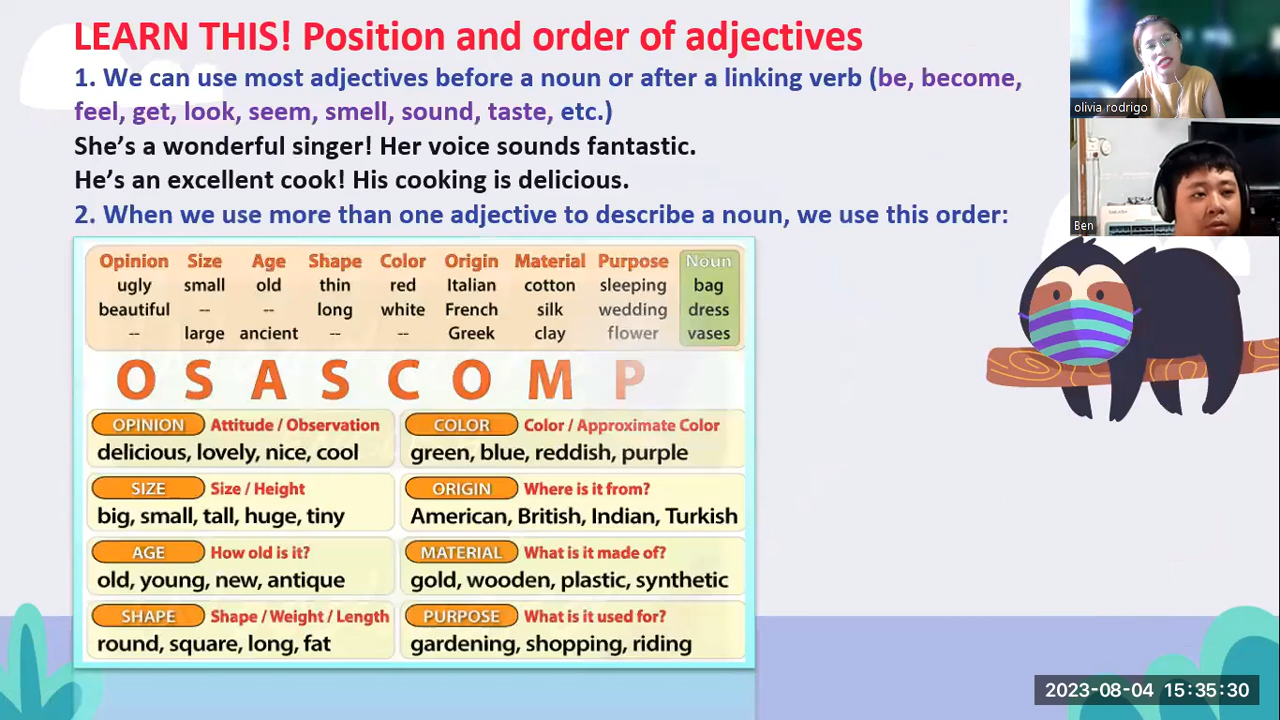 LEARN THIS! Position and order of adjectives
1. We can use most adjectives before a noun or after a linking verb (be, become,
feel, get, look, seem, smell, sound, taste, etc.)
She's a wonderful singer! Her voice sounds fantastic.
He's an excellent cook! His cooking is delicious.
2. When we use more than one adjective to describe a noun, we use this order:
Opinion Size Age Shape Color Origin Material Purpose Noun
ugly small old thin red Italian cotton sleeping bag
beautiful -- -- long white French silk wedding dress
-- large ancient -- -- Greek clay flower vases
O S A S C O M P
OPINION Attitude / Observation
delicious, lovely, nice, cool
COLOR Color / Approximate Color
green, blue, reddish, purple
SIZE Size / Height
big, small, tall, huge, tiny
ORIGIN Where is it from?
American, British, Indian, Turkish
AGE How old is it?
old, young, new, antique
MATERIAL What is it made of?
gold, wooden, plastic, synthetic
SHAPE Shape / Weight / Length
round, square, long, fat
PURPOSE What is it used for?
gardening, shopping, riding
olivia rodrigo
Ben
2023-08-04 15:35:30